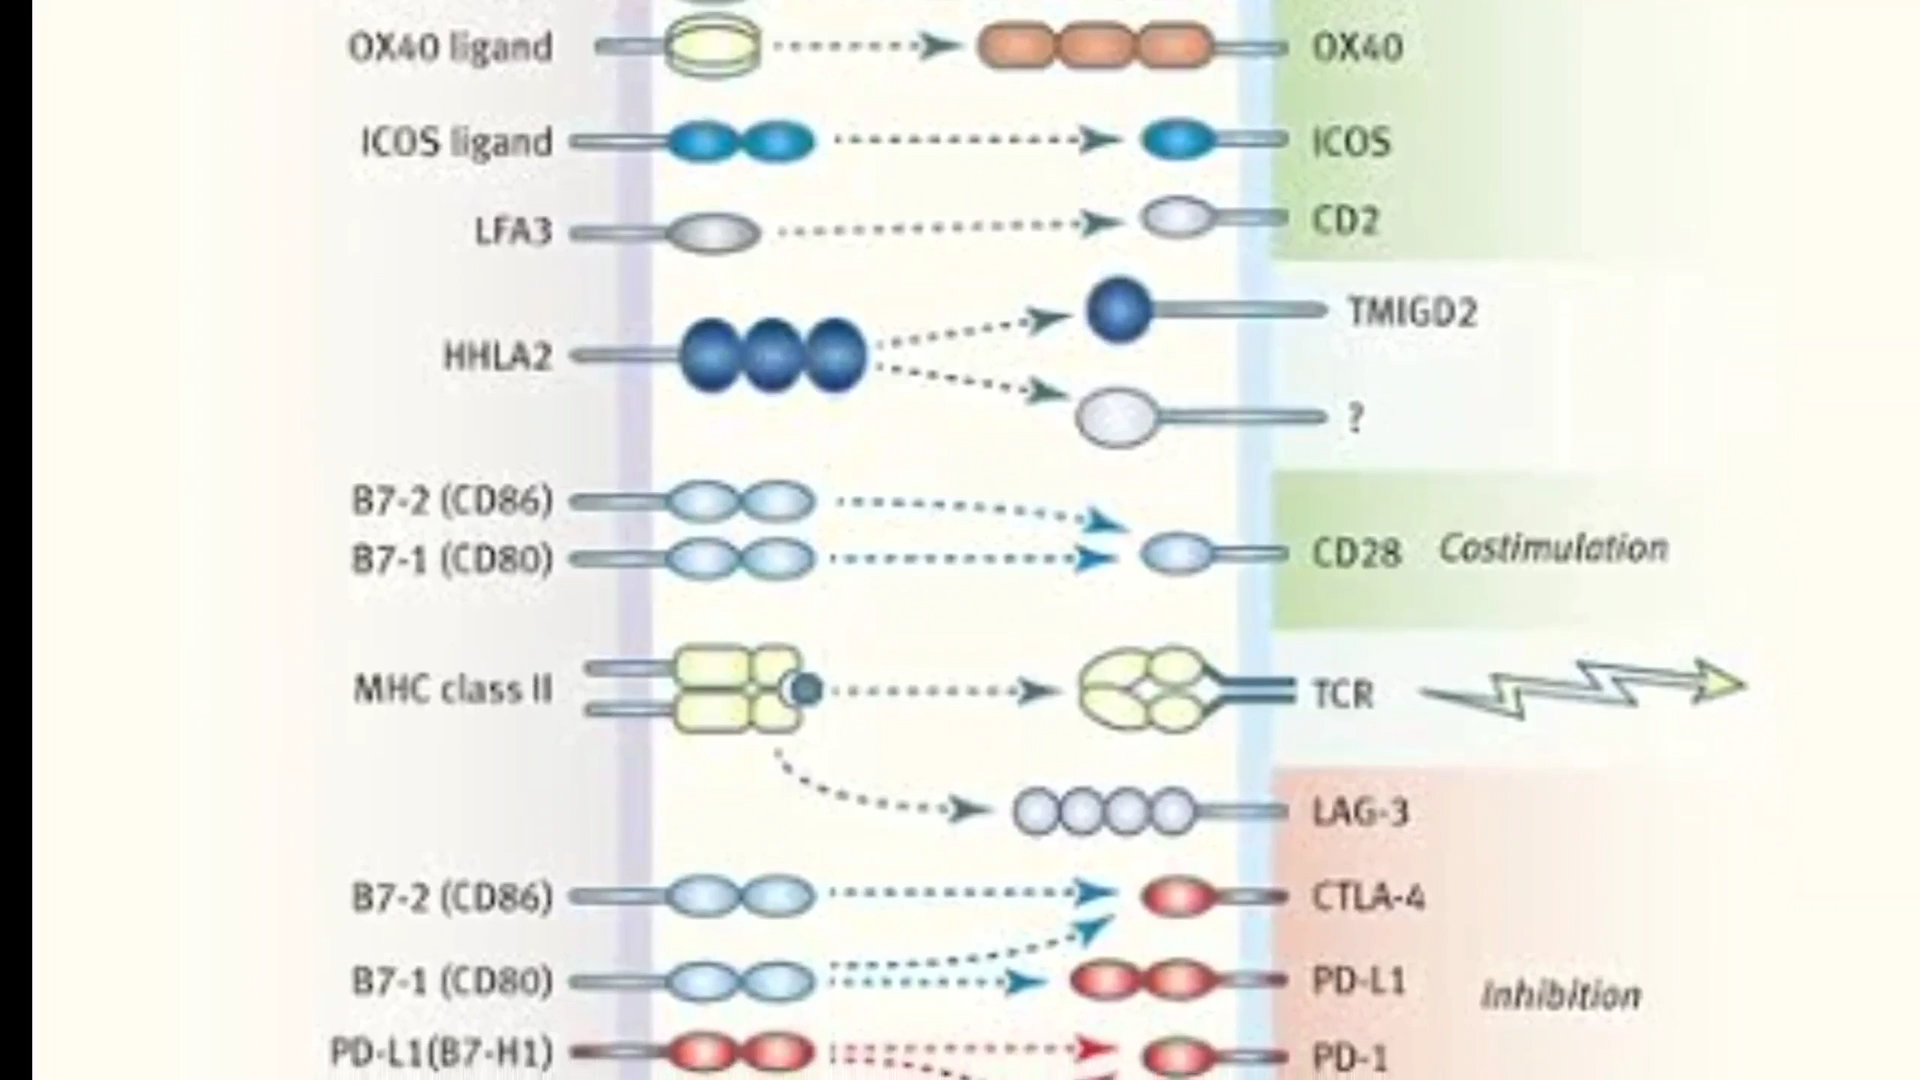 OX40 ligand
OX40
ICOS ligand
ICOS
LFA3
CD2
TMIGD2
HHLA2
?
B7-2 (CD86)
B7-1 (CD80)
CD28
Costimulation
MHC class II
TCR
LAG-3
B7-2 (CD86)
CTLA-4
B7-1 (CD80)
PD-L1
Inhibition
PD-L1(B7-H1)
PD-1